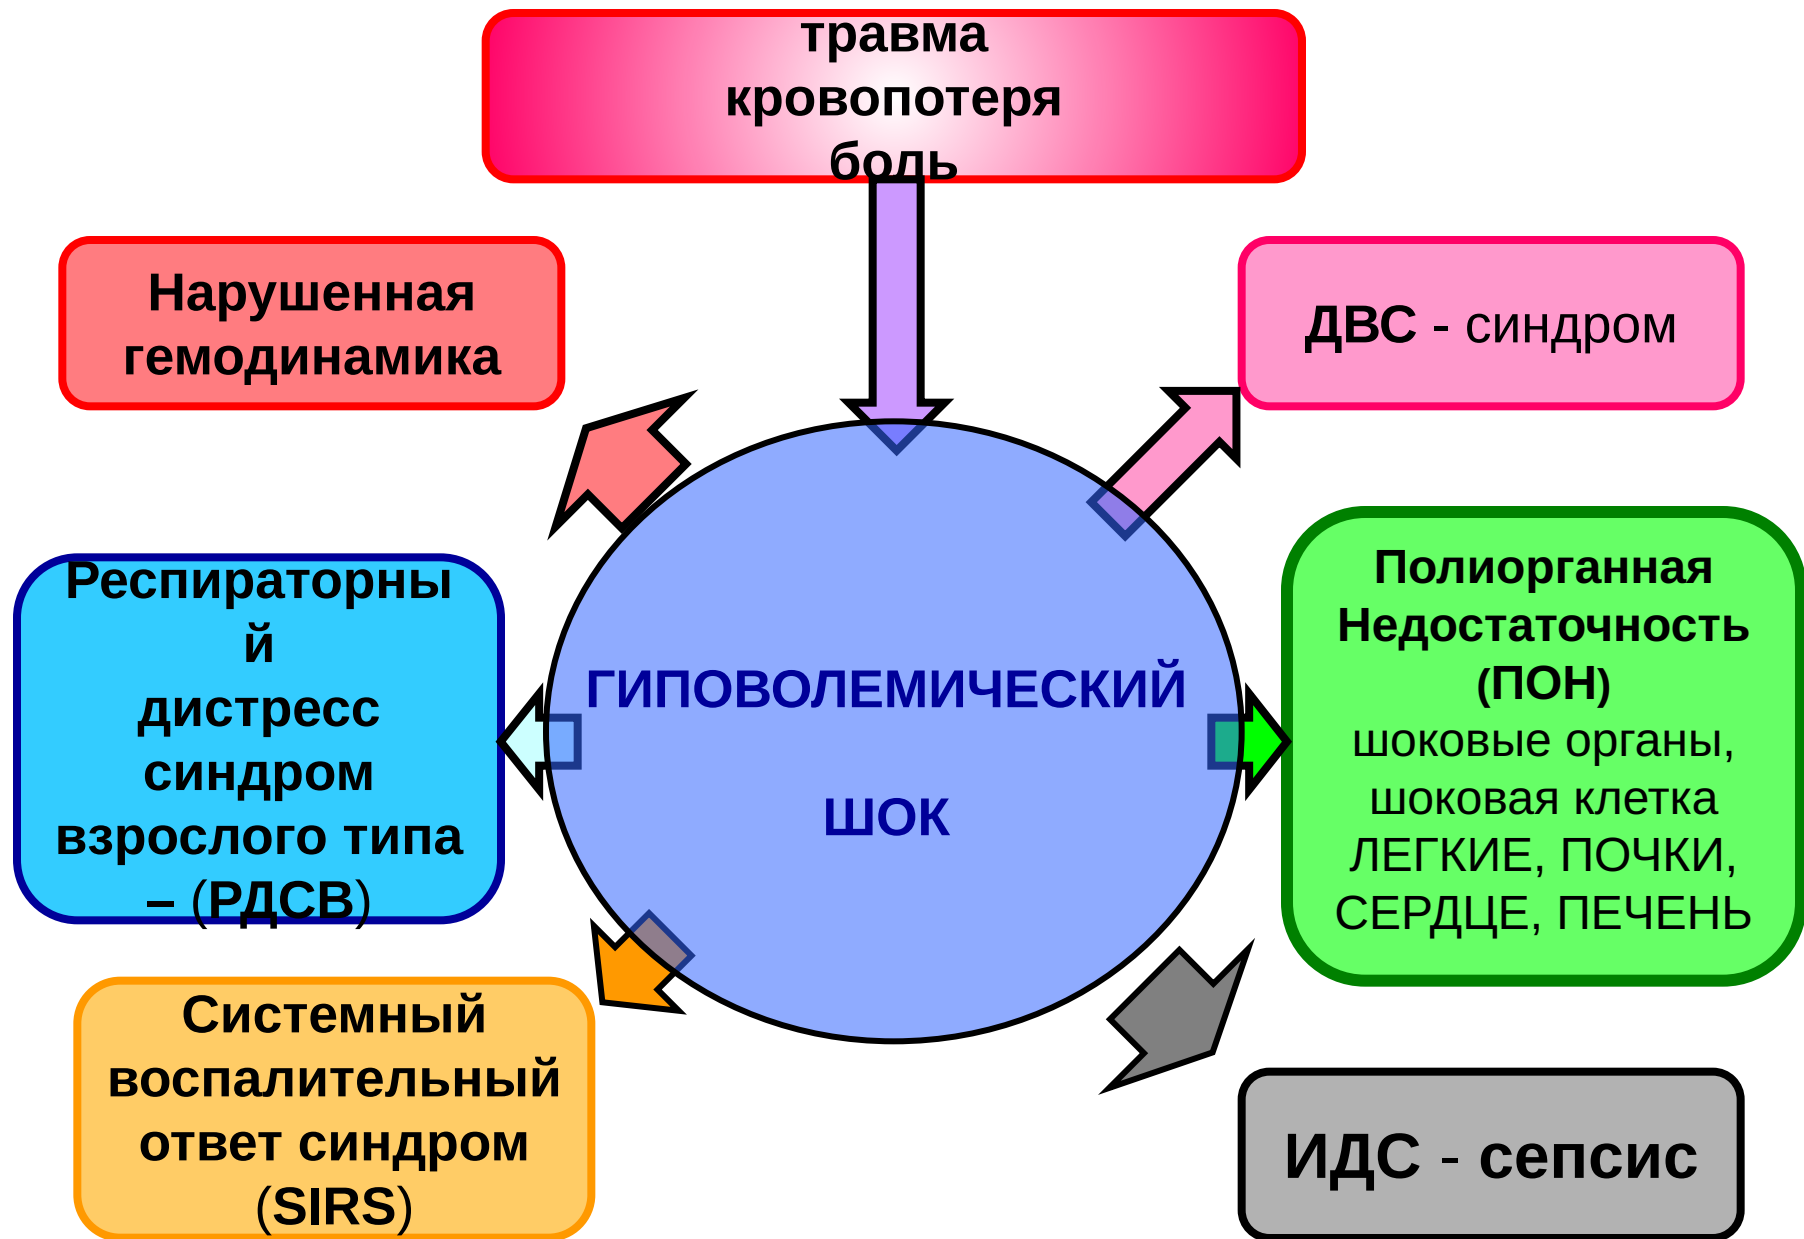 травма
кровопотеря
боль
Нарушенная
гемодинамика
ДВС - синдром
Респираторны
й
дистресс
синдром
взрослого типа
– (РДСВ)
ГИПОВОЛЕМИЧЕСКИЙ
ШОК
Полиорганная
Недостаточность
(ПОН)
шоковые органы,
шоковая клетка
ЛЕГКИЕ, ПОЧКИ,
СЕРДЦЕ, ПЕЧЕНЬ
Системный
воспалительный
ответ синдром
(SIRS)
ИДС - сепсис